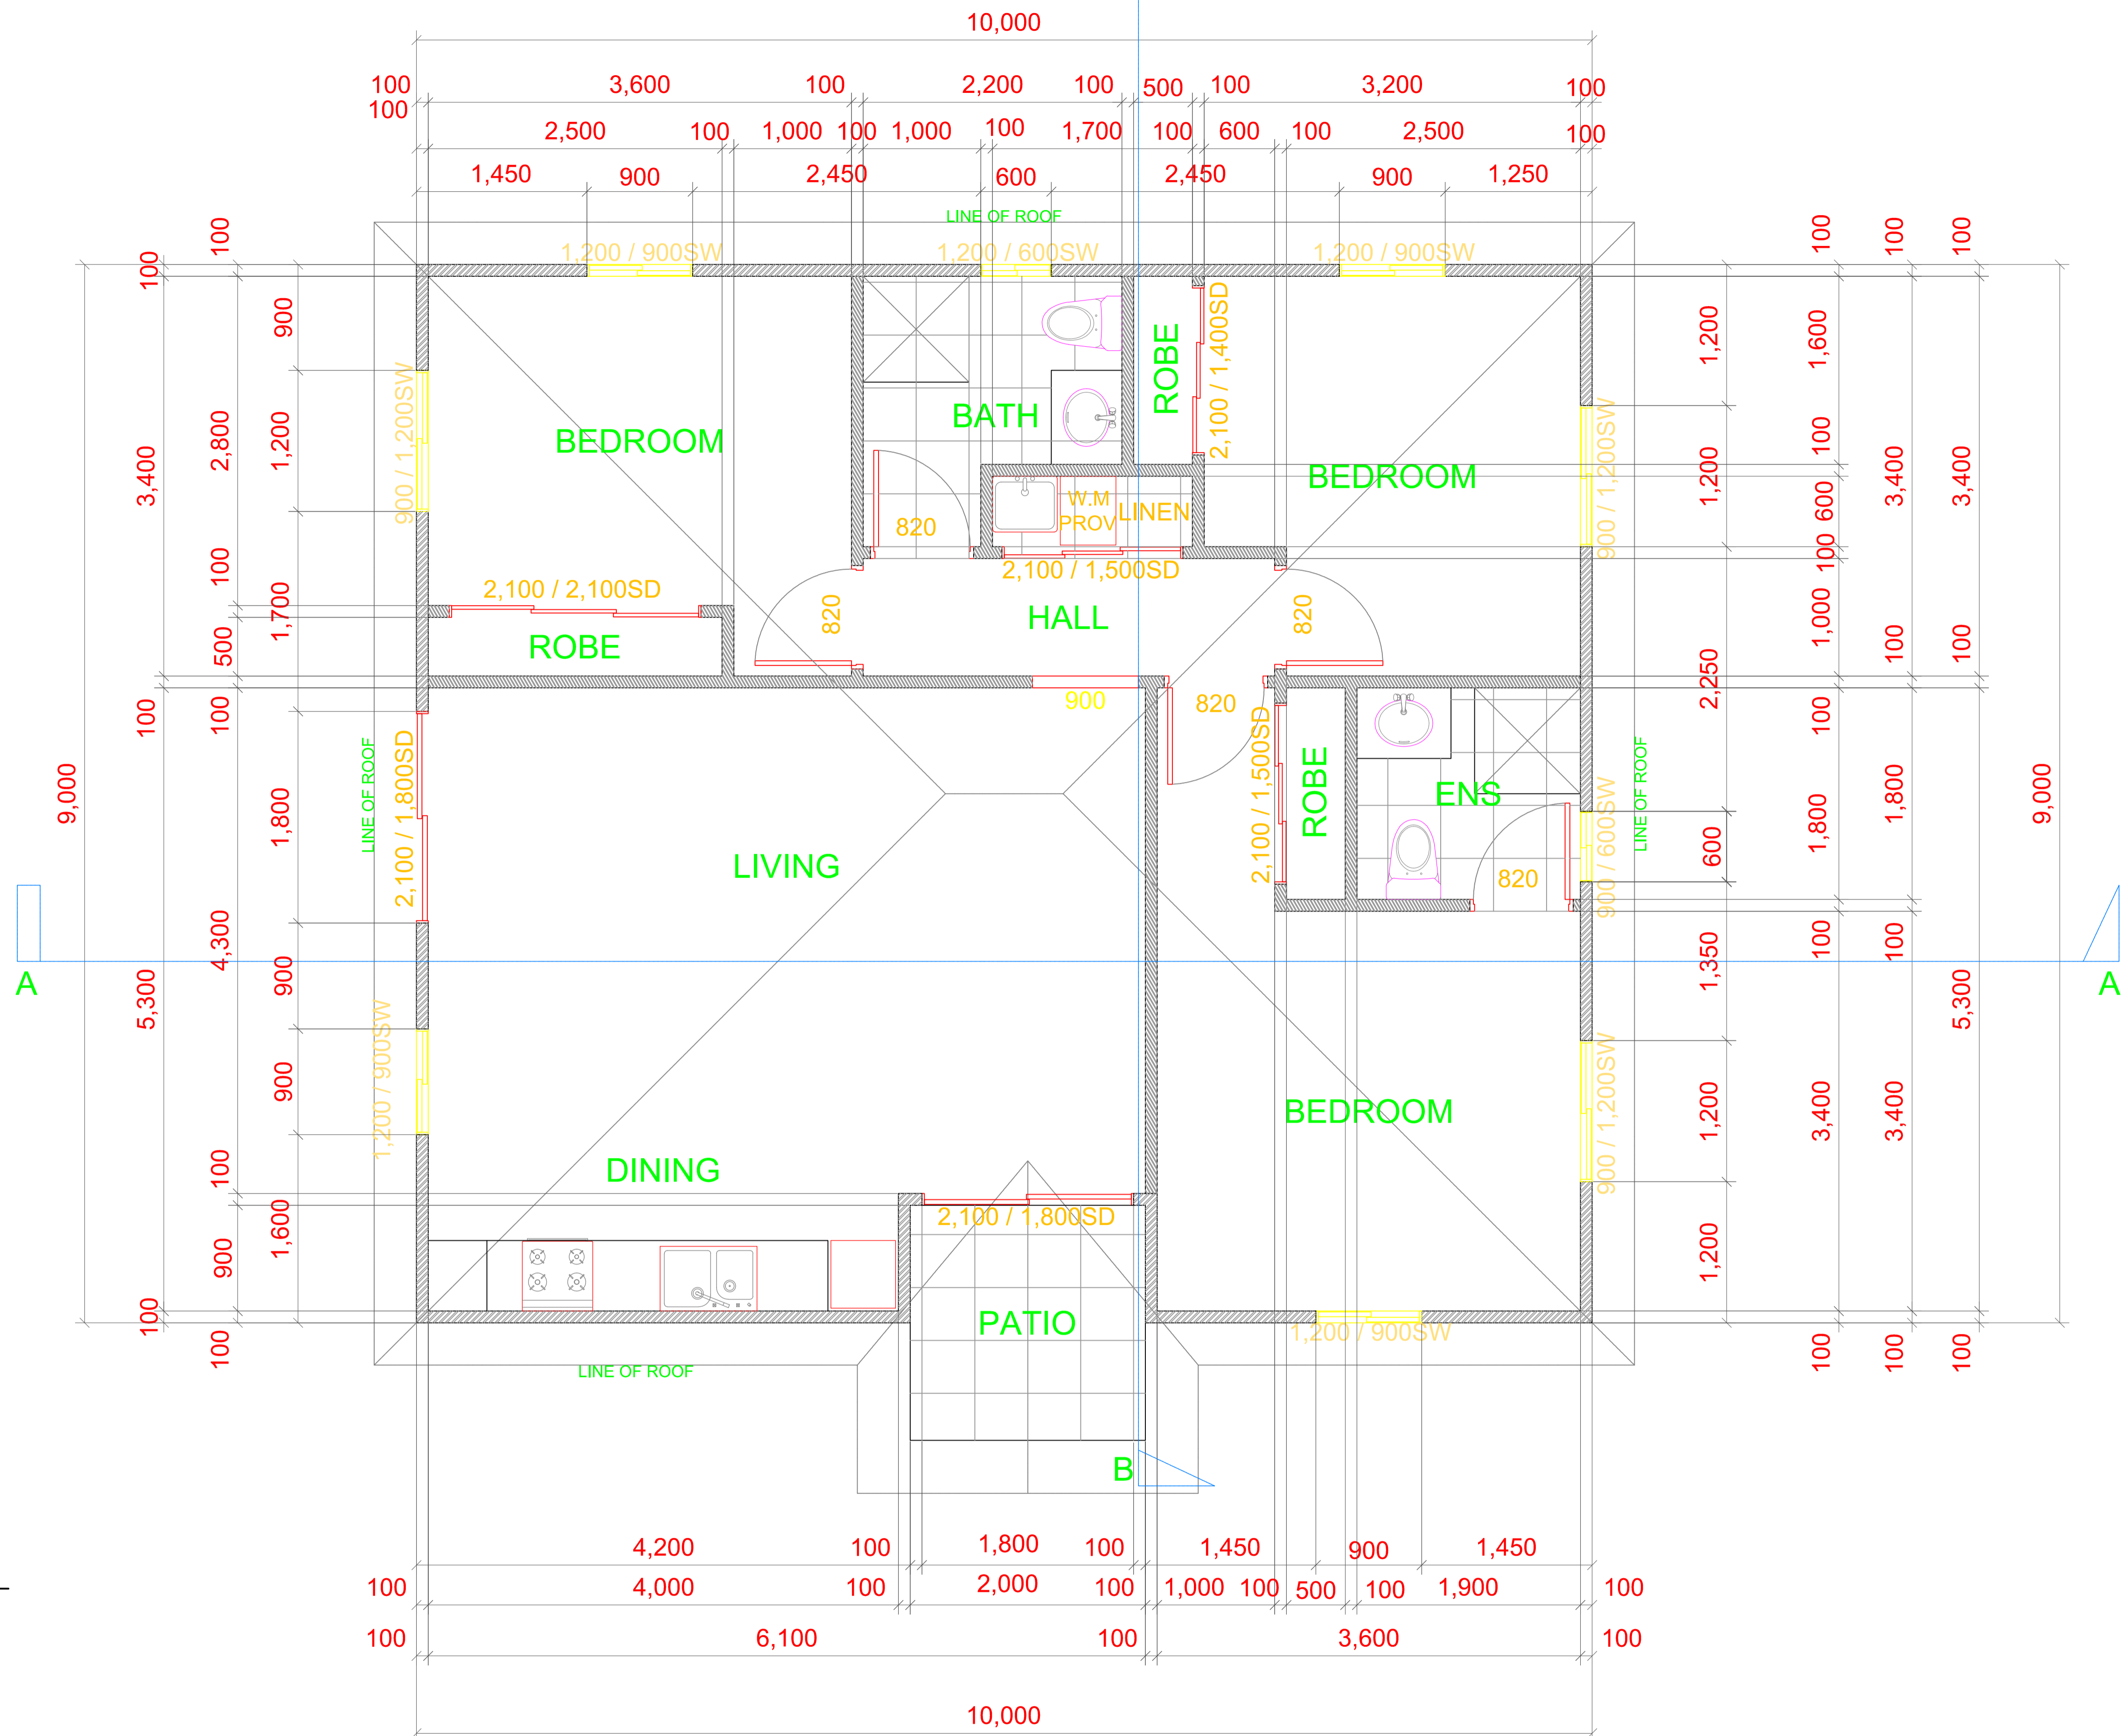 10,000
100 3,600 100 2,200 100 500 100 3,200 100
100 2,500 100 1,000 100 1,000 100 1,700 100 600 100 2,500 100
1,450 900 2,450 600 2,450 900 1,250
LINE OF ROOF
1,200 / 900SW 1,200 / 600SW 1,200 / 900SW
9,000
100
3,400
100
5,300
100
100
2,800
100
500
100
4,300
100
900
100
900
1,200
1,700
1,800
900
900
1,600
900 / 1,200SW
2,100 / 1,800SD
1,200 / 900SW
LINE OF ROOF
BEDROOM
BATH
ROBE
2,100 / 1,400SD
BEDROOM
W.M
PROV
LINEN
820
2,100 / 1,500SD
2,100 / 2,100SD
ROBE
820
HALL
820
900
820
2,100 / 1,500SD
ROBE
ENS
820
LIVING
DINING
BEDROOM
2,100 / 1,800SD
PATIO
1,200 / 900SW
LINE OF ROOF
900 / 1,200SW
900 / 600SW
900 / 1,200SW
LINE OF ROOF
1,200
1,200
2,250
600
1,350
1,200
1,200
100
1,600
100
600
100
1,000
100
1,800
100
3,400
100
100
3,400
100
1,800
100
3,400
100
100
3,400
100
5,300
100
9,000
A A
B
4,200 100 1,800 100 1,450 900 1,450
100 4,000 100 2,000 100 1,000 100 500 100 1,900 100
100 6,100 100 3,600 100
10,000